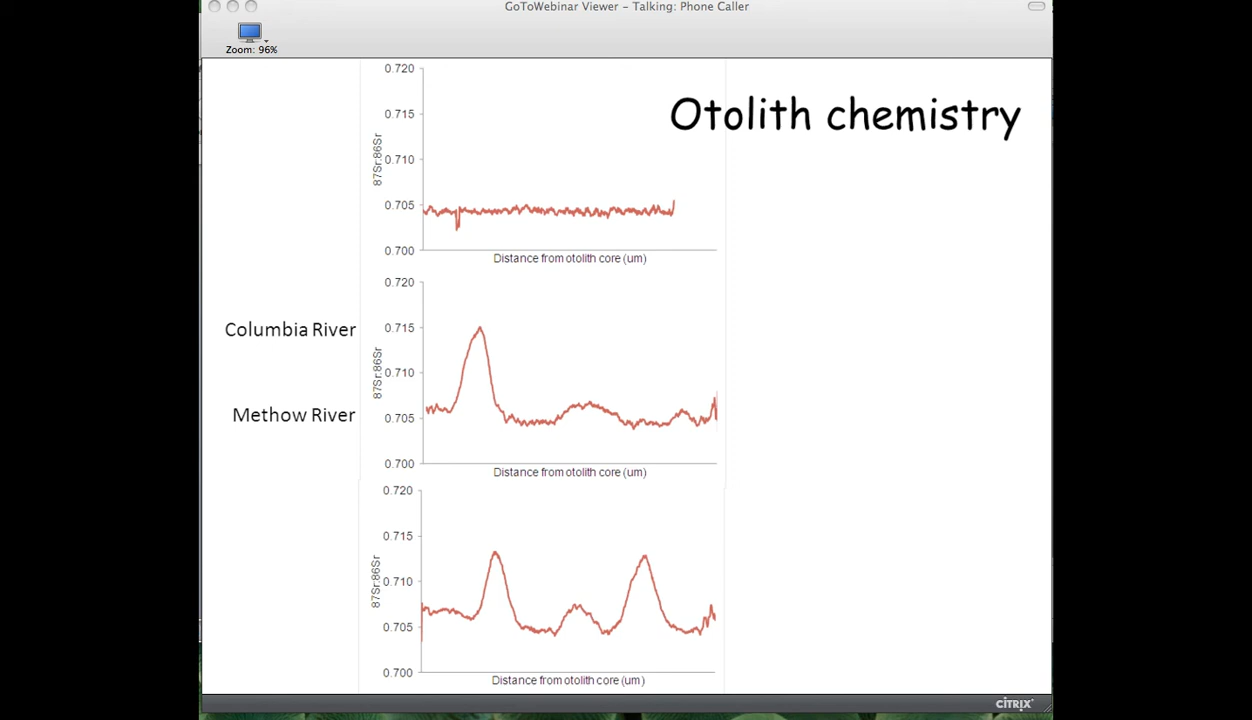 GoToWebinar Viewer – Talking: Phone Caller
Zoom: 96%
Otolith chemistry
0.720
0.715
0.710
0.705
0.700
87Sr:86Sr
Distance from otolith core (um)
Columbia River
Methow River
0.720
0.715
0.710
0.705
0.700
87Sr:86Sr
Distance from otolith core (um)
0.720
0.715
0.710
0.705
0.700
87Sr:86Sr
Distance from otolith core (um)
CITRIX